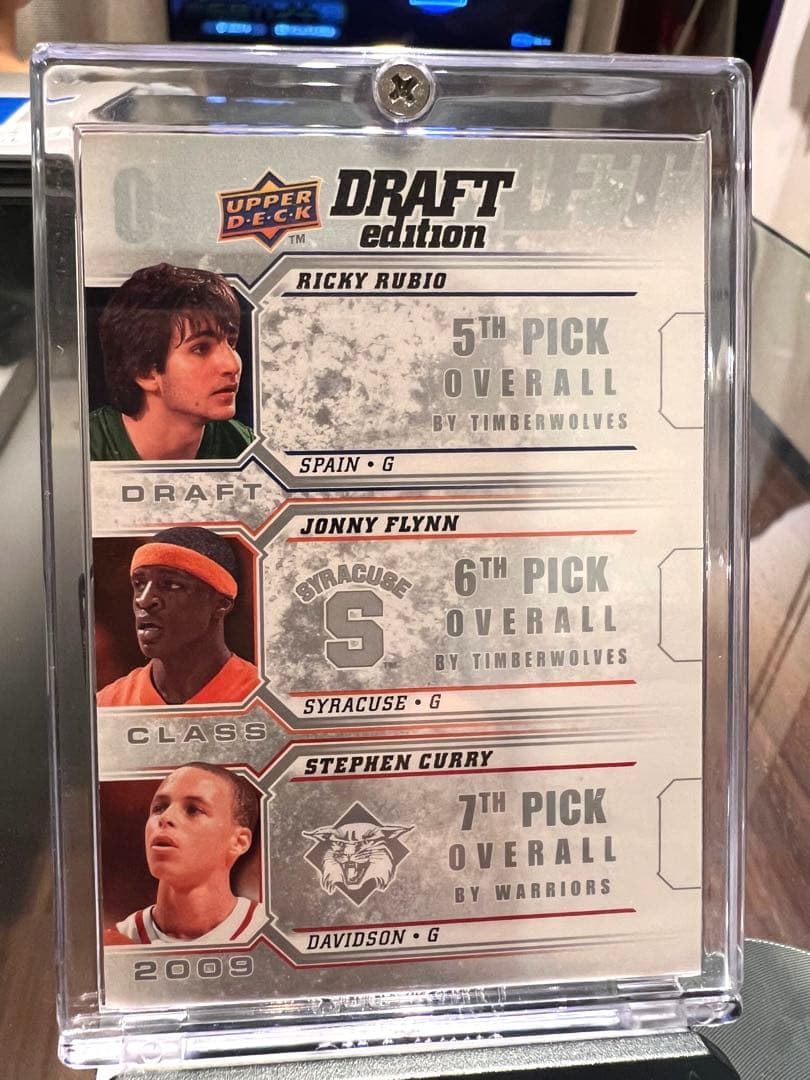 UPPER
D·E·C·K
TM
DRAFT
edition
RICKY RUBIO
5TH PICK
OVERALL
BY TIMBERWOLVES
SPAIN • G
DRAFT
JONNY FLYNN
SYRACUSE
S
6TH PICK
OVERALL
BY TIMBERWOLVES
SYRACUSE • G
CLASS
STEPHEN CURRY
7TH PICK
OVERALL
BY WARRIORS
DAVIDSON • G
2009